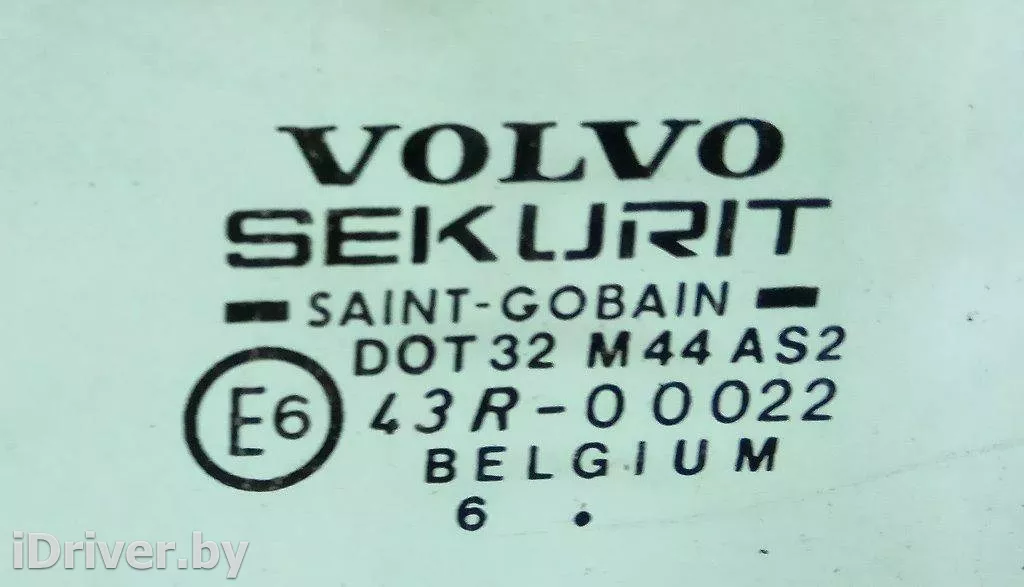 VOLVO
SEKURIT
SAINT-GOBAIN
DOT 32 M44 AS2
E6 43R-00022
BELGIUM
6 .
iDriver.by